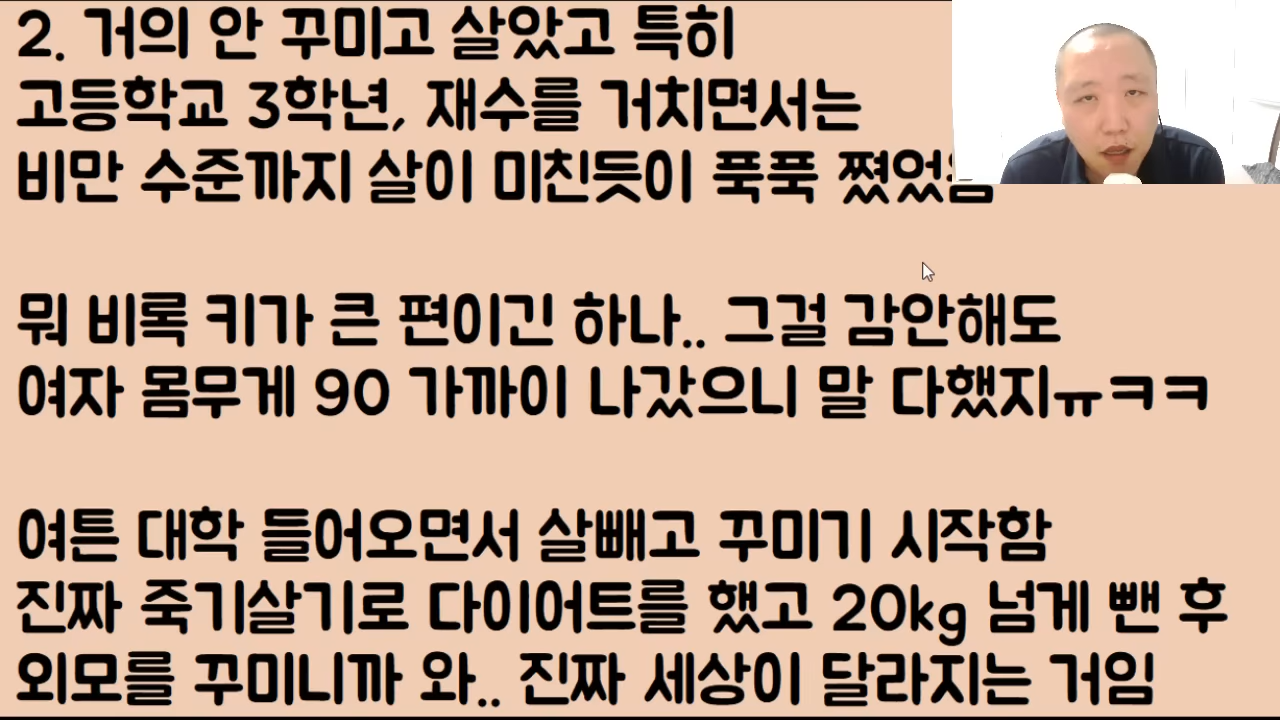 2. 거의 안 꾸미고 살았고 특히
고등학교 3학년, 재수를 거치면서는
비만 수준까지 살이 미친듯이 푹푹
뭐 비록 키가 큰 편이긴 하나.. 그걸 감안해도
여자 몸무게 90 가까이 나갔으니 말 다했지ㅠㅋㅋ
여튼 대학 들어오면서 살빼고 꾸미기 시작함
진짜 죽기살기로 다이어트를 했고 20kg 넘게 뺀 후
외모를 꾸미니까 와.. 진짜 세상이 달라지는 거임